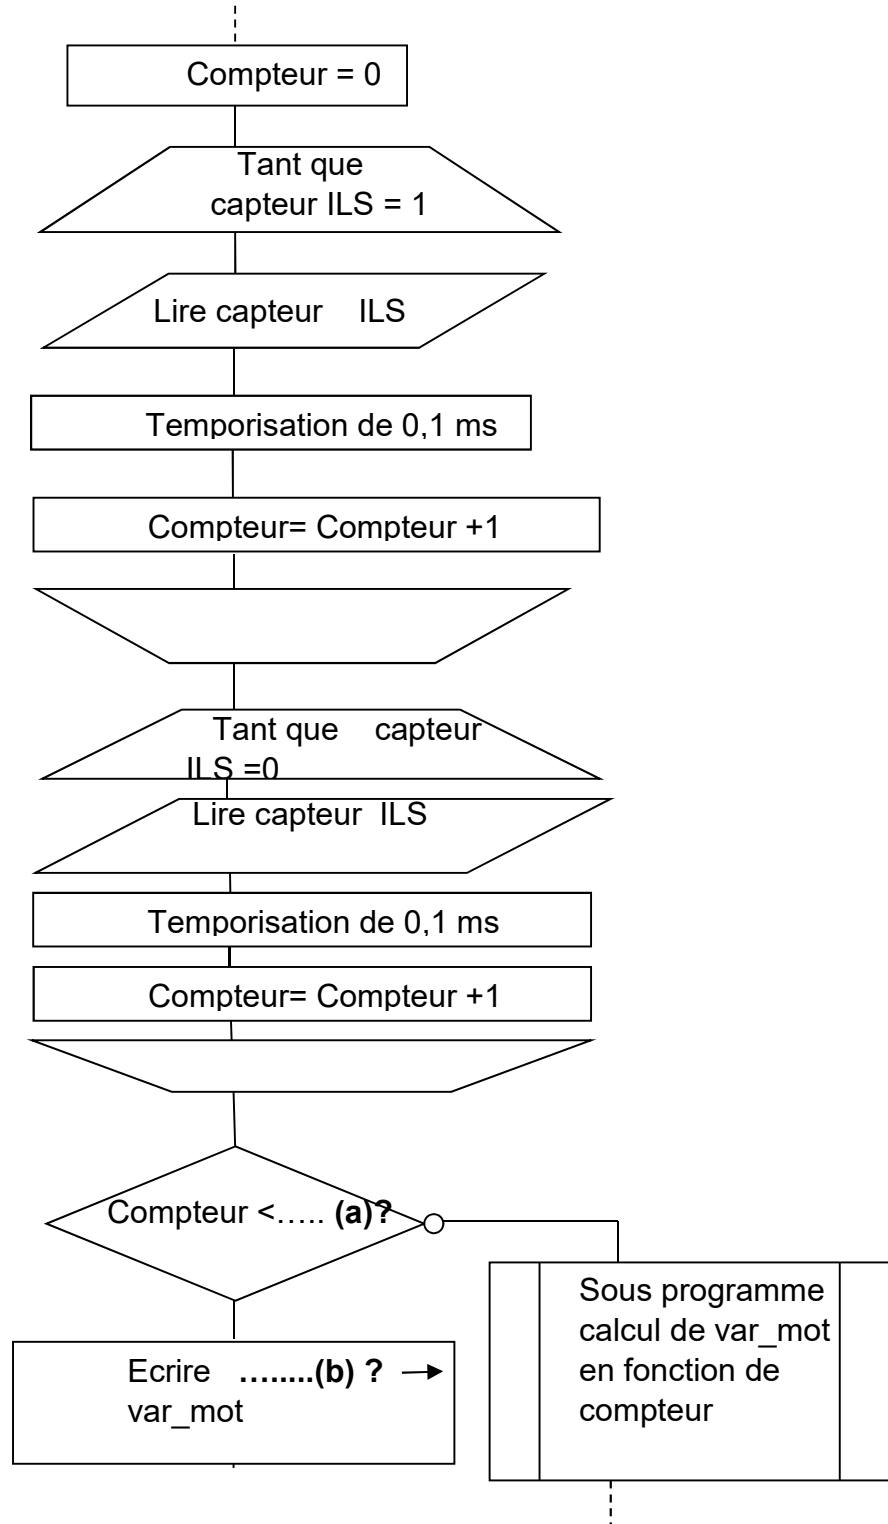 Compteur = 0
Tant que
capteur ILS = 1
Lire capteur ILS
Temporisation de 0,1 ms
Compteur= Compteur +1
Tant que capteur
ILS =0
Lire capteur ILS
Temporisation de 0,1 ms
Compteur= Compteur +1
Compteur <..... (a)?
Ecrire ........(b) ?
var_mot
Sous programme
calcul de var_mot
en fonction de
compteur